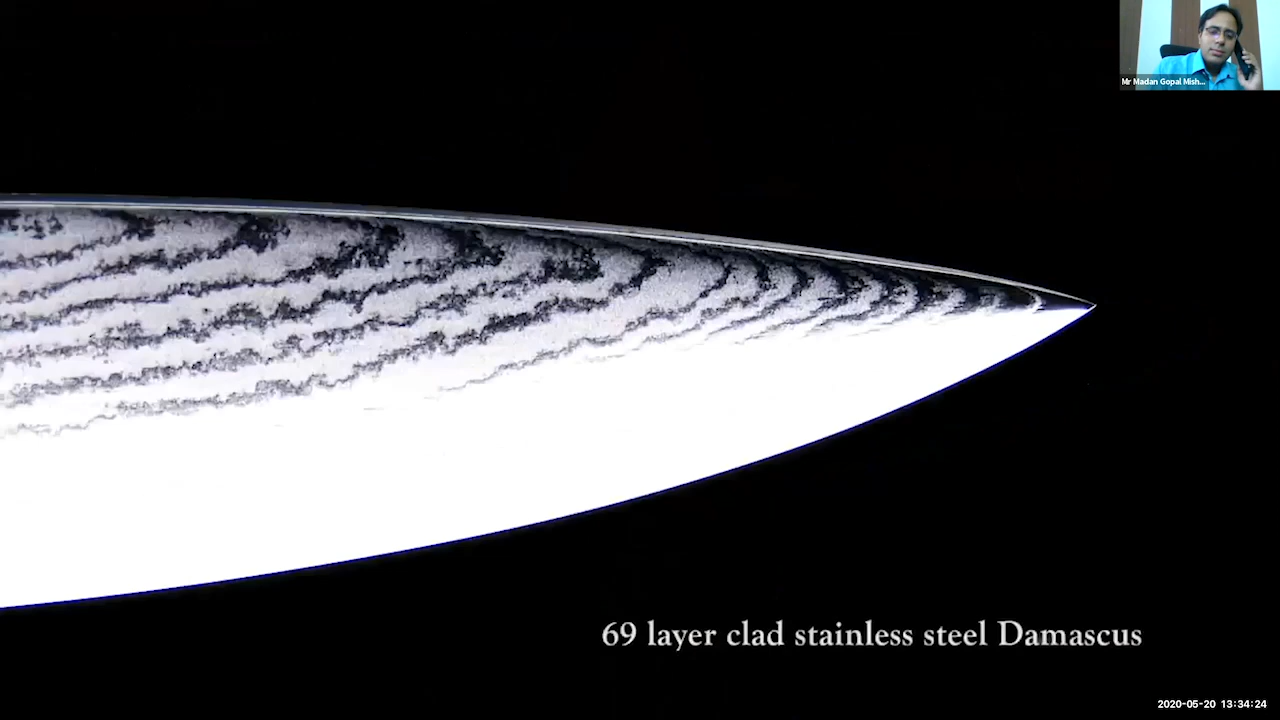 Mr Madan Gopal Mish...
69 layer clad stainless steel Damascus
2020-05-20 13:34:24